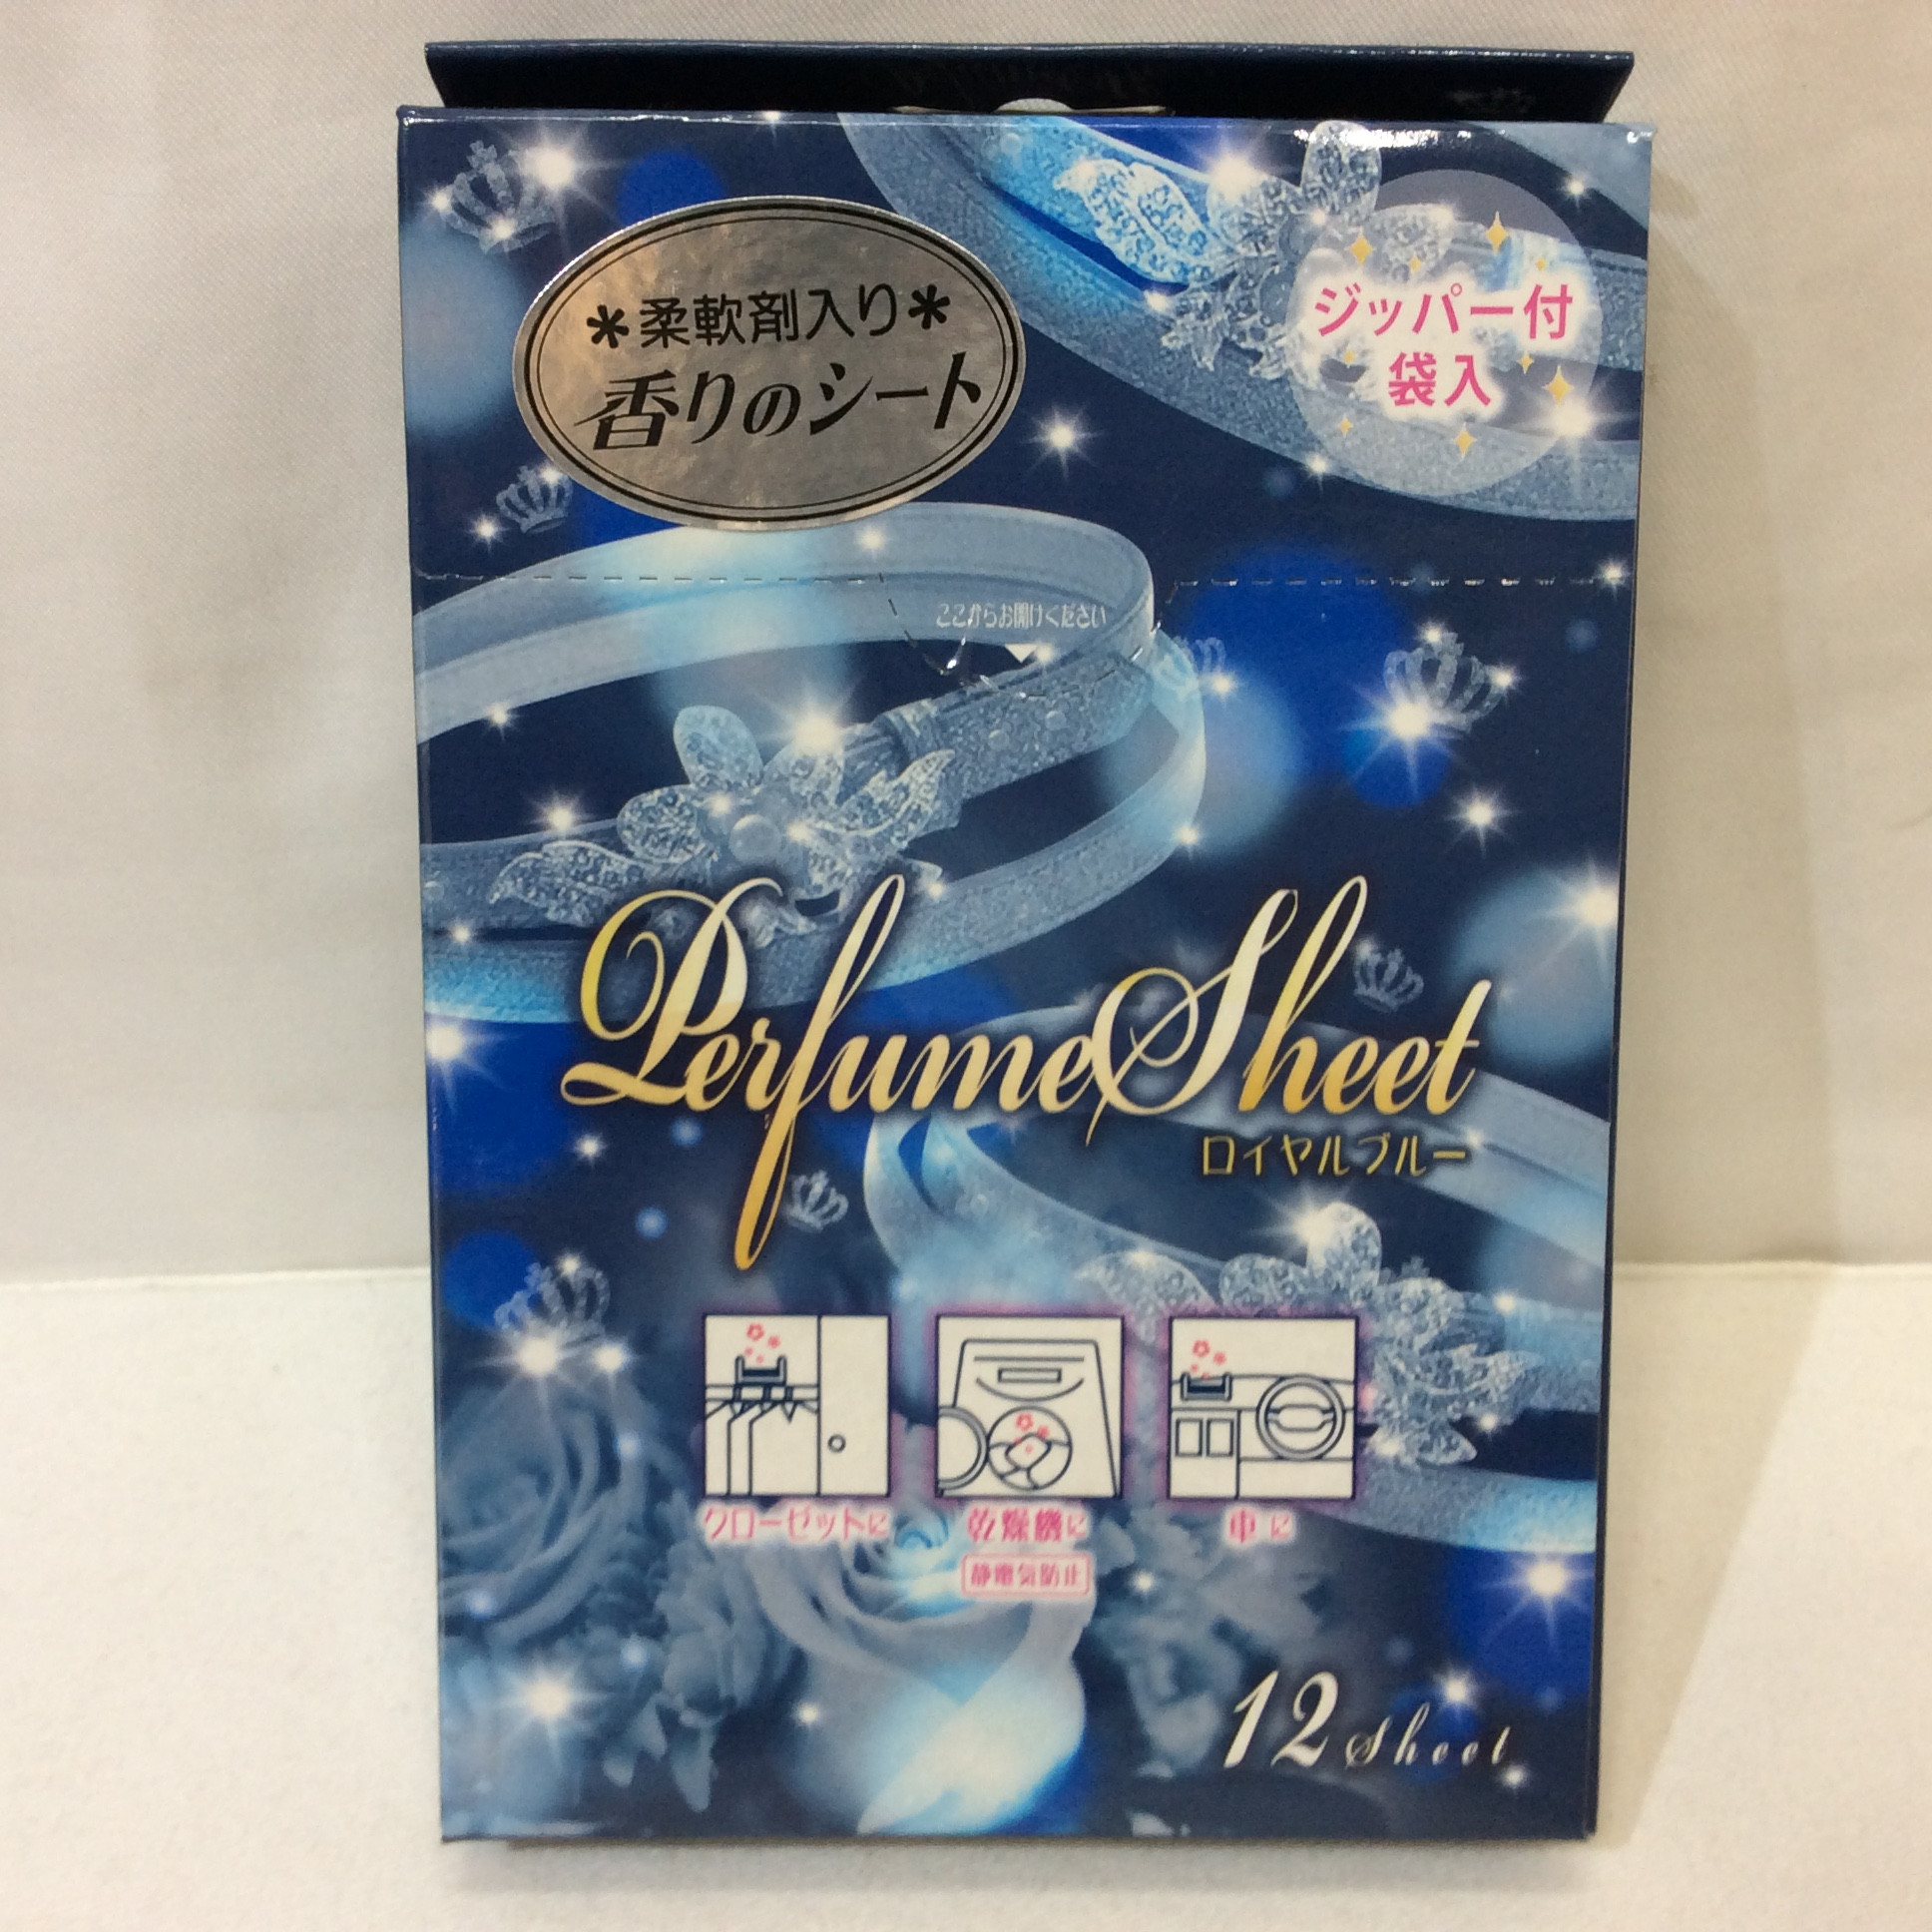 *柔軟剤入り*
香りのシート
ジッパー付
袋入
ここからお開けください
Perfume Sheet
ロイヤルブルー
クローゼットに
乾燥機に
車に
静電気防止
12 Sheet